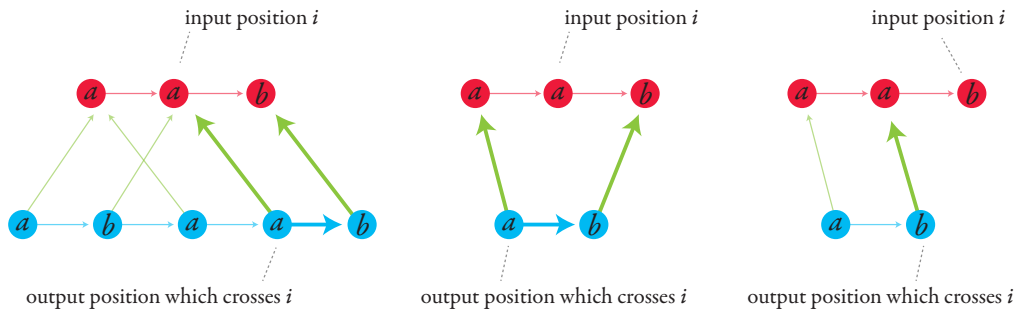 input position i
input position i
input position i
a a b
a a b
a a b
a b a a b
a b
a b
output position which crosses i
output position which crosses i
output position which crosses i